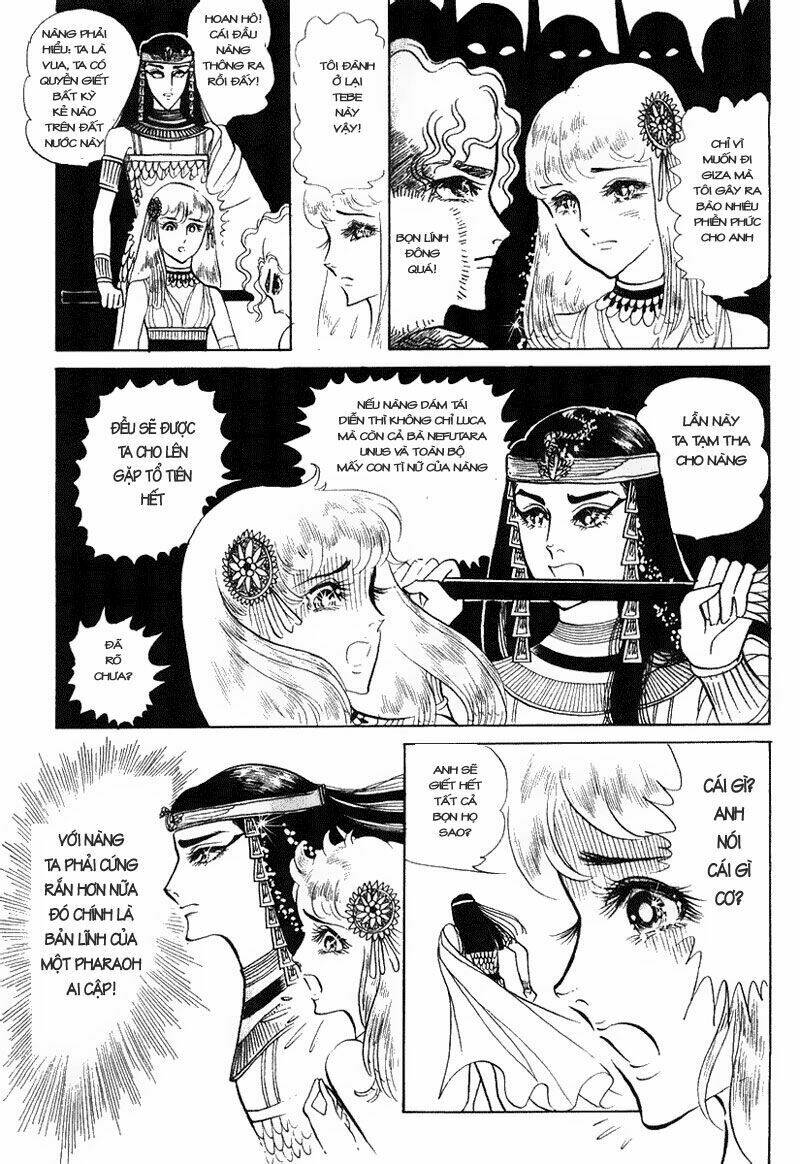 CHỈ VÌ
MUỐN ĐI
GIZA MÀ
TÔI GÂY RA
BAO NHIÊU
PHIỀN PHỨC
CHO ANH
BỌN LÍNH
ĐÔNG
QUÁ!
TÔI ĐÀNH
Ở LẠI
TEBE
NÀY
VẬY!
HOAN HÔ!
CÁI ĐẦU
NÀNG
THÔNG RA
RỒI ĐẤY!
NÀNG PHẢI
HIỂU: TA LÀ
VUA, TA CÓ
QUYỀN GIẾT
BẤT KỲ
KẺ NÀO
TRÊN ĐẤT
NƯỚC NÀY
LẦN NÀY
TA TẠM THA
CHO NÀNG
NẾU NÀNG DÁM TÁI
DIỄN THÌ KHÔNG CHỈ LUCA
MÀ CÒN CẢ BÀ NEFUTARA
UNUS VÀ TOÀN BỘ
MẤY CON TÌ NỮ CỦA NÀNG
ĐỀU SẼ ĐƯỢC
TA CHO LÊN
GẶP TỔ TIÊN
HẾT
ĐÃ
RÕ
CHƯA?
CÁI GÌ?
ANH
NÓI
CÁI GÌ
CƠ?
ANH SẼ
GIẾT HẾT
TẤT CẢ
BỌN HỌ
SAO?
VỚI NÀNG
TA PHẢI CỨNG
RẮN HƠN NỮA
ĐÓ CHÍNH LÀ
BẢN LĨNH CỦA
MỘT PHARAOH
AI CẬP!